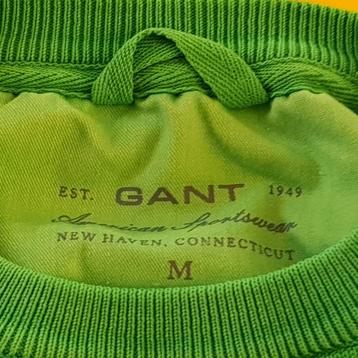 EST. GANT 1949
American Sportswear
NEW HAVEN, CONNECTICUT
M